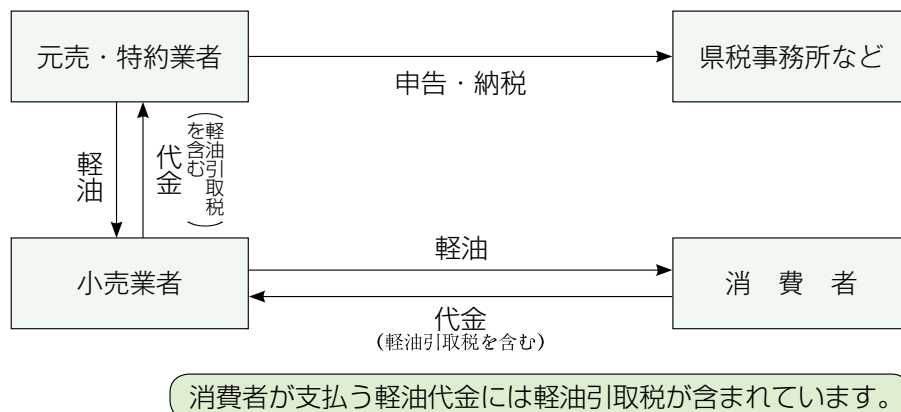 元売・特約業者
県税事務所など
申告・納税
軽油
代金
(軽油引取税
を含む)
小売業者
軽油
消　費　者
代金
(軽油引取税を含む)
消費者が支払う軽油代金には軽油引取税が含まれています。